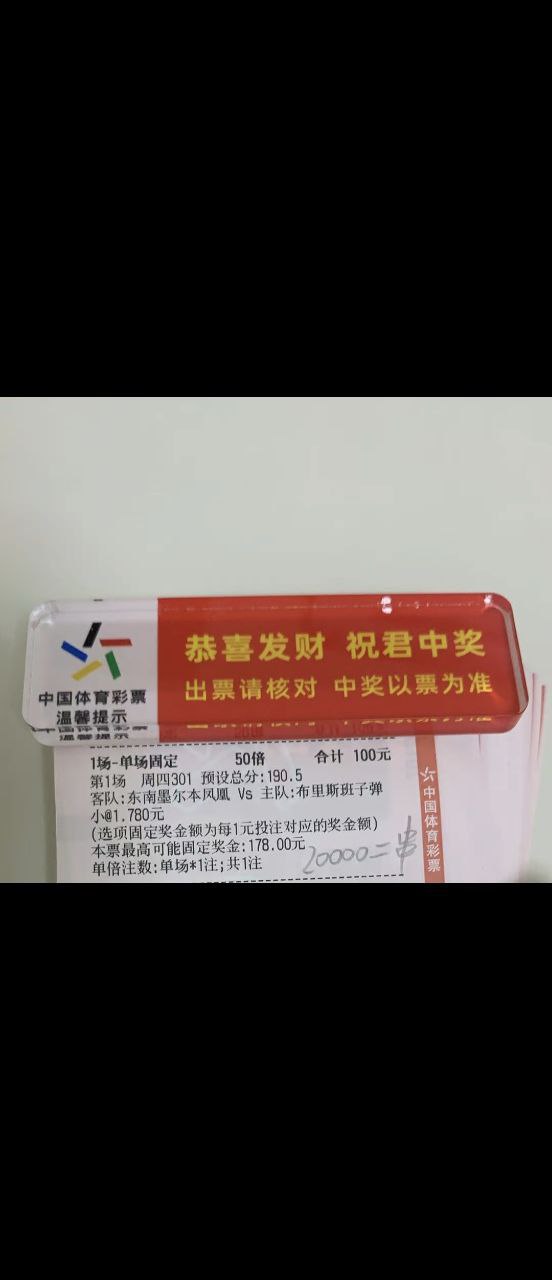 恭喜发财 祝君中奖
出票请核对 中奖以票为准
中国体育彩票
温馨提示
1场-单场固定 50倍 合计 100元
第1场 周四301 预设总分:190.5
客队:东南墨尔本凤凰 Vs 主队:布里斯班子弹
小@1.780元
(选项固定奖金额为每1元投注对应的奖金额)
本票最高可能固定奖金:178.00元
单倍注数:单场*1注;共1注
20000二串
中国体育彩票